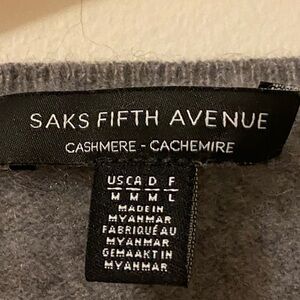 SAKS FIFTH AVENUE
CASHMERE - CACHEMIRE
US CA D F
M M M L
MADE IN
MYANMAR
FABRIQUÉ AU
MYANMAR
GEMAAKT IN
MYANMAR